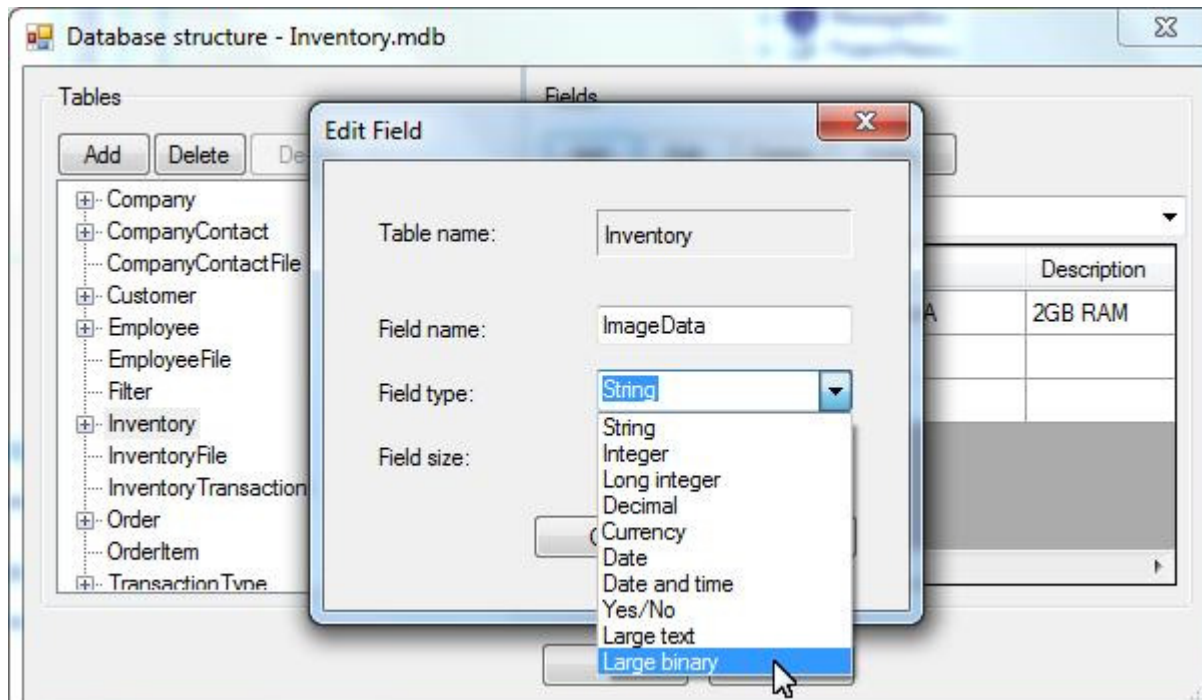 Database structure - Inventory.mdb
Tables
Fields
Edit Field
Add
Delete
Company
CompanyContact
CompanyContactFile
Customer
Employee
EmployeeFile
Filter
Inventory
InventoryFile
InventoryTransaction
Order
OrderItem
TransactionType
Table name:
Inventory
Field name:
ImageData
Field type:
String
String
Integer
Long integer
Decimal
Currency
Date
Date and time
Yes/No
Large text
Large binary
Field size:
Description
A
2GB RAM